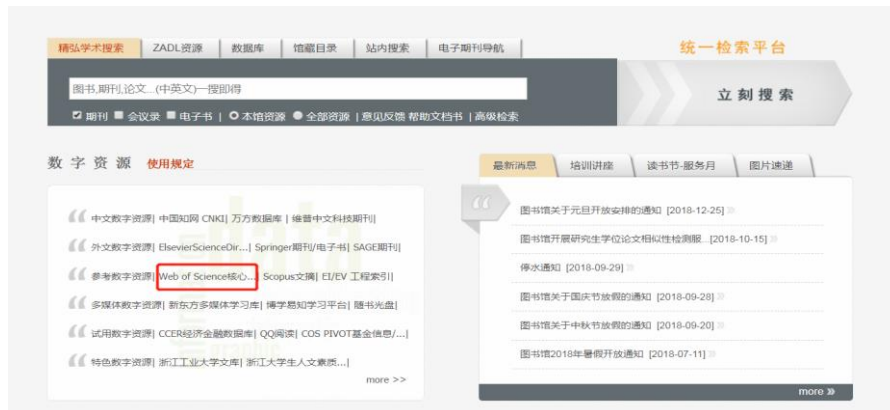 精弘学术搜索 ZADL资源 数据库 馆藏目录 站内搜索 电子期刊导航
统一检索平台
图书,期刊,论文...(中英文)一搜即得
立刻搜索
期刊 会议录 电子书 | 本馆资源 全部资源 | 意见反馈 帮助文档书 | 高级检索
数字资源 使用规定
中文数字资源| 中国知网 CNKI| 万方数据库 | 维普中文科技期刊|
外文数字资源| ElsevierScienceDir...| Springer期刊/电子书| SAGE期刊|
参考数字资源| Web of Science核心...| Scopus文摘| EI/EV 工程索引|
多媒体数字资源| 新东方多媒体学习库| 博学易知学习平台| 随书光盘|
试用数字资源| CCER经济金融数据库| QQ阅读| COS PIVOT基金信息/...|
特色数字资源| 浙江工业大学文库| 浙江大学生人文素质...|
more >>
最新消息 培训讲座 读书节-服务月 图片速递
图书馆关于元旦开放安排的通知 [2018-12-25]
图书馆开展研究生学位论文相似性检测服...[2018-10-15]
停水通知 [2018-09-29]
图书馆关于国庆节放假的通知 [2018-09-28]
图书馆关于中秋节放假的通知 [2018-09-20]
图书馆2018年暑假开放通知 [2018-07-11]
more »
data